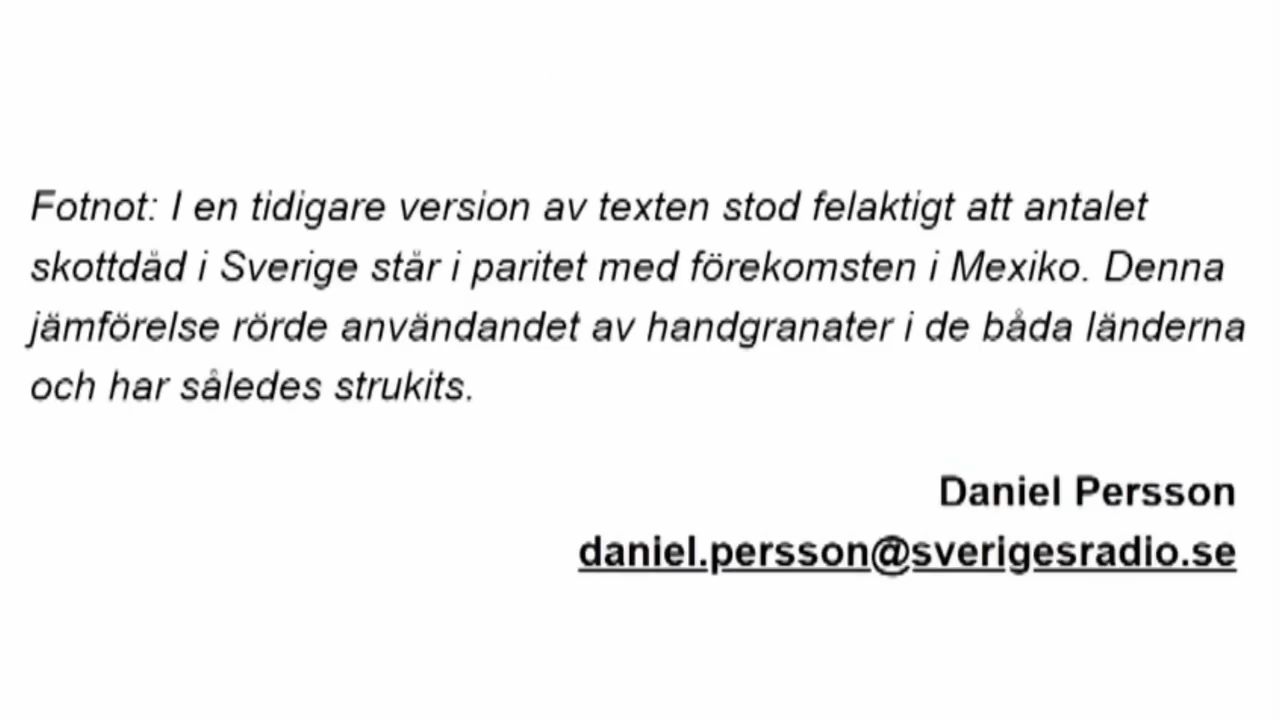 Fotnot: I en tidigare version av texten stod felaktigt att antalet
skottdåd i Sverige står i paritet med förekomsten i Mexiko. Denna
jämförelse rörde användandet av handgranater i de båda länderna
och har således strukits.
Daniel Persson
daniel.persson@sverigesradio.se